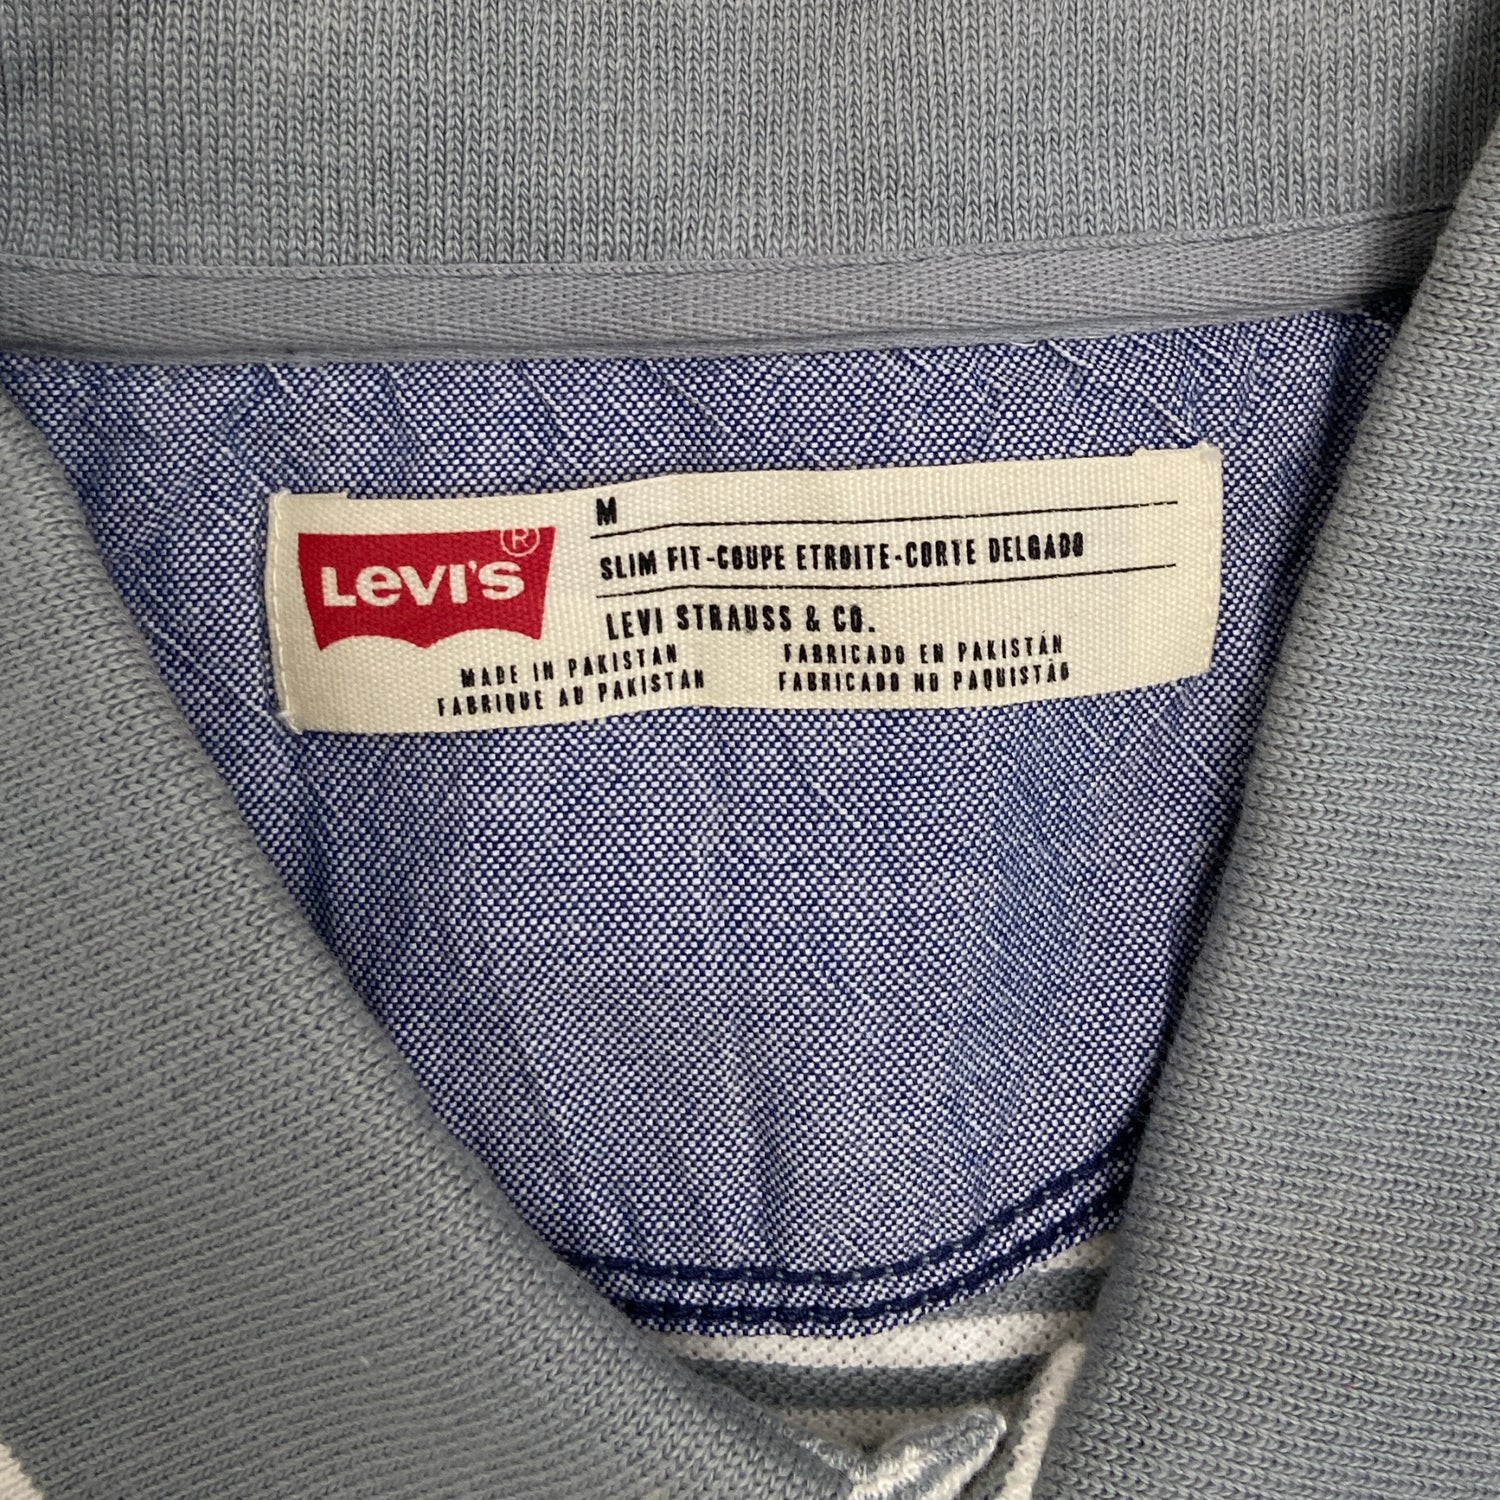 LEVI'S ®
M
SLIM FIT-COUPE ETROITE-CORTE DELGADO
LEVI STRAUSS & CO.
MADE IN PAKISTAN
FABRIQUE AU PAKISTAN
FABRICADO EN PAKISTÁN
FABRICADO NO PAQUISTÃO